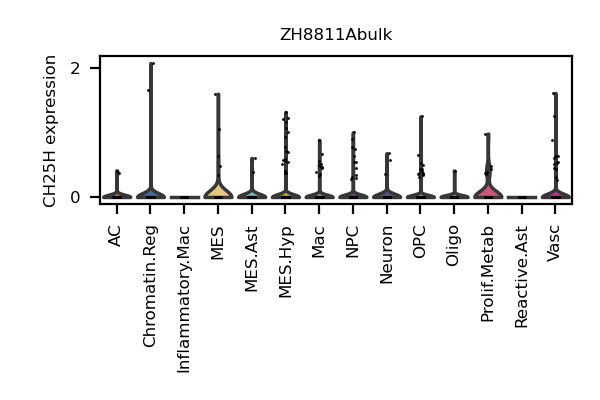 ZH8811Abulk
CH25H expression
2
0
AC
Chromatin.Reg
Inflammatory.Mac
MES
MES.Ast
MES.Hyp
Mac
NPC
Neuron
OPC
Oligo
Prolif.Metab
Reactive.Ast
Vasc